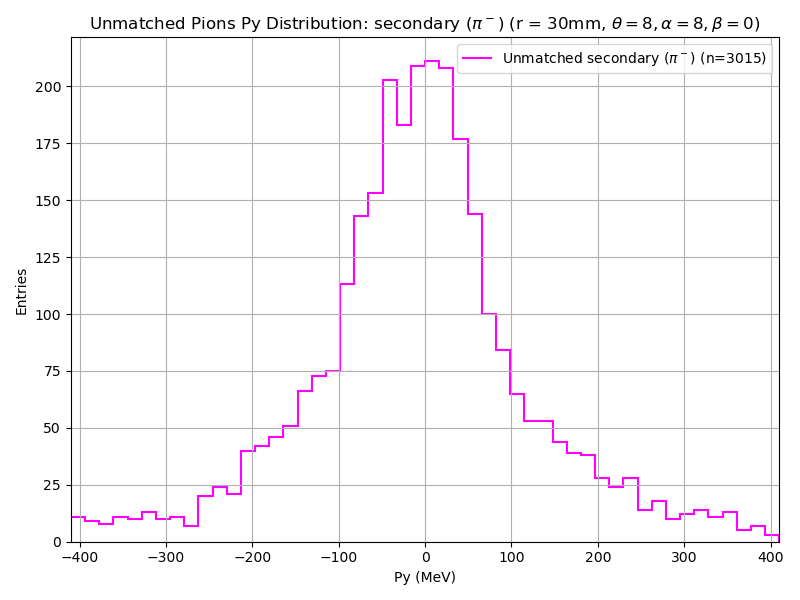 Unmatched Pions Py Distribution: secondary (π⁻) (r = 30mm, θ = 8, α = 8, β = 0)
Unmatched secondary (π⁻) (n=3015)
Entries
200
175
150
125
100
75
50
25
0
−400 −300 −200 −100 0 100 200 300 400
Py (MeV)